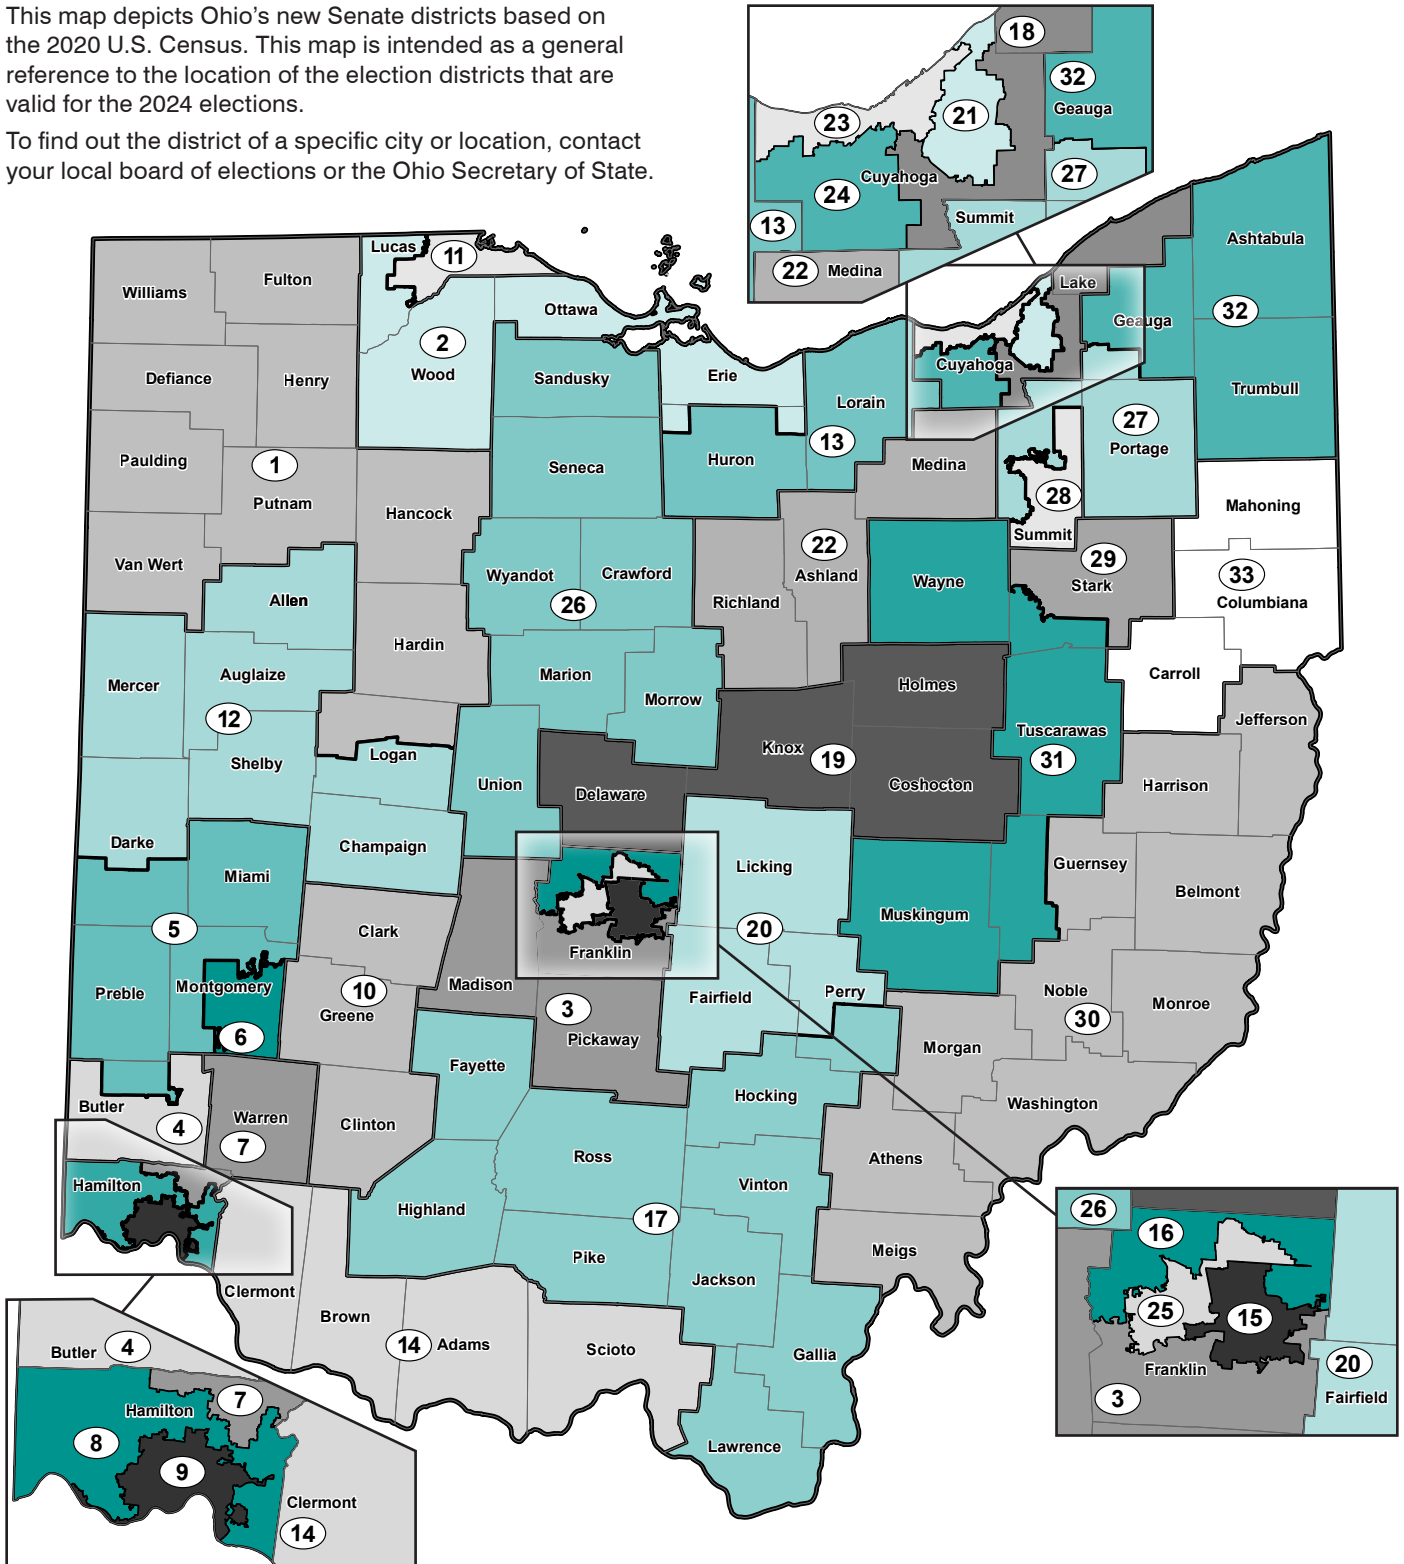 This map depicts Ohio’s new Senate districts based on
the 2020 U.S. Census. This map is intended as a general
reference to the location of the election districts that are
valid for the 2024 elections.
To find out the district of a specific city or location, contact
your local board of elections or the Ohio Secretary of State.
18
32
Geauga
23
21
Cuyahoga
27
24
13
Summit
22
Medina
Lucas
11
Williams
Fulton
Ottawa
2
Wood
Defiance
Henry
Sandusky
Erie
Lorain
13
Lake
Geauga
Cuyahoga
Ashtabula
32
Trumbull
Paulding
1
Putnam
Hancock
Seneca
Huron
Medina
27
Portage
28
Summit
Mahoning
Van Wert
Allen
Wyandot
Crawford
26
Richland
22
Ashland
Wayne
29
Stark
33
Columbiana
Hardin
Mercer
Auglaize
12
Shelby
Logan
Marion
Morrow
Holmes
Knox
19
Coshocton
Tuscarawas
31
Carroll
Jefferson
Harrison
Union
Delaware
Darke
Champaign
Miami
Licking
Guernsey
Belmont
Muskingum
5
Clark
Franklin
20
Preble
Montgomery
6
10
Greene
Madison
3
Pickaway
Fairfield
Perry
Noble
30
Monroe
Morgan
Fayette
Hocking
Washington
Butler
4
Warren
7
Clinton
Ross
Athens
Vinton
Hamilton
Highland
17
Pike
Jackson
Meigs
Clermont
Brown
14
Adams
Scioto
Gallia
Lawrence
26
16
25
15
Franklin
3
20
Fairfield
Butler
4
7
Hamilton
8
9
Clermont
14